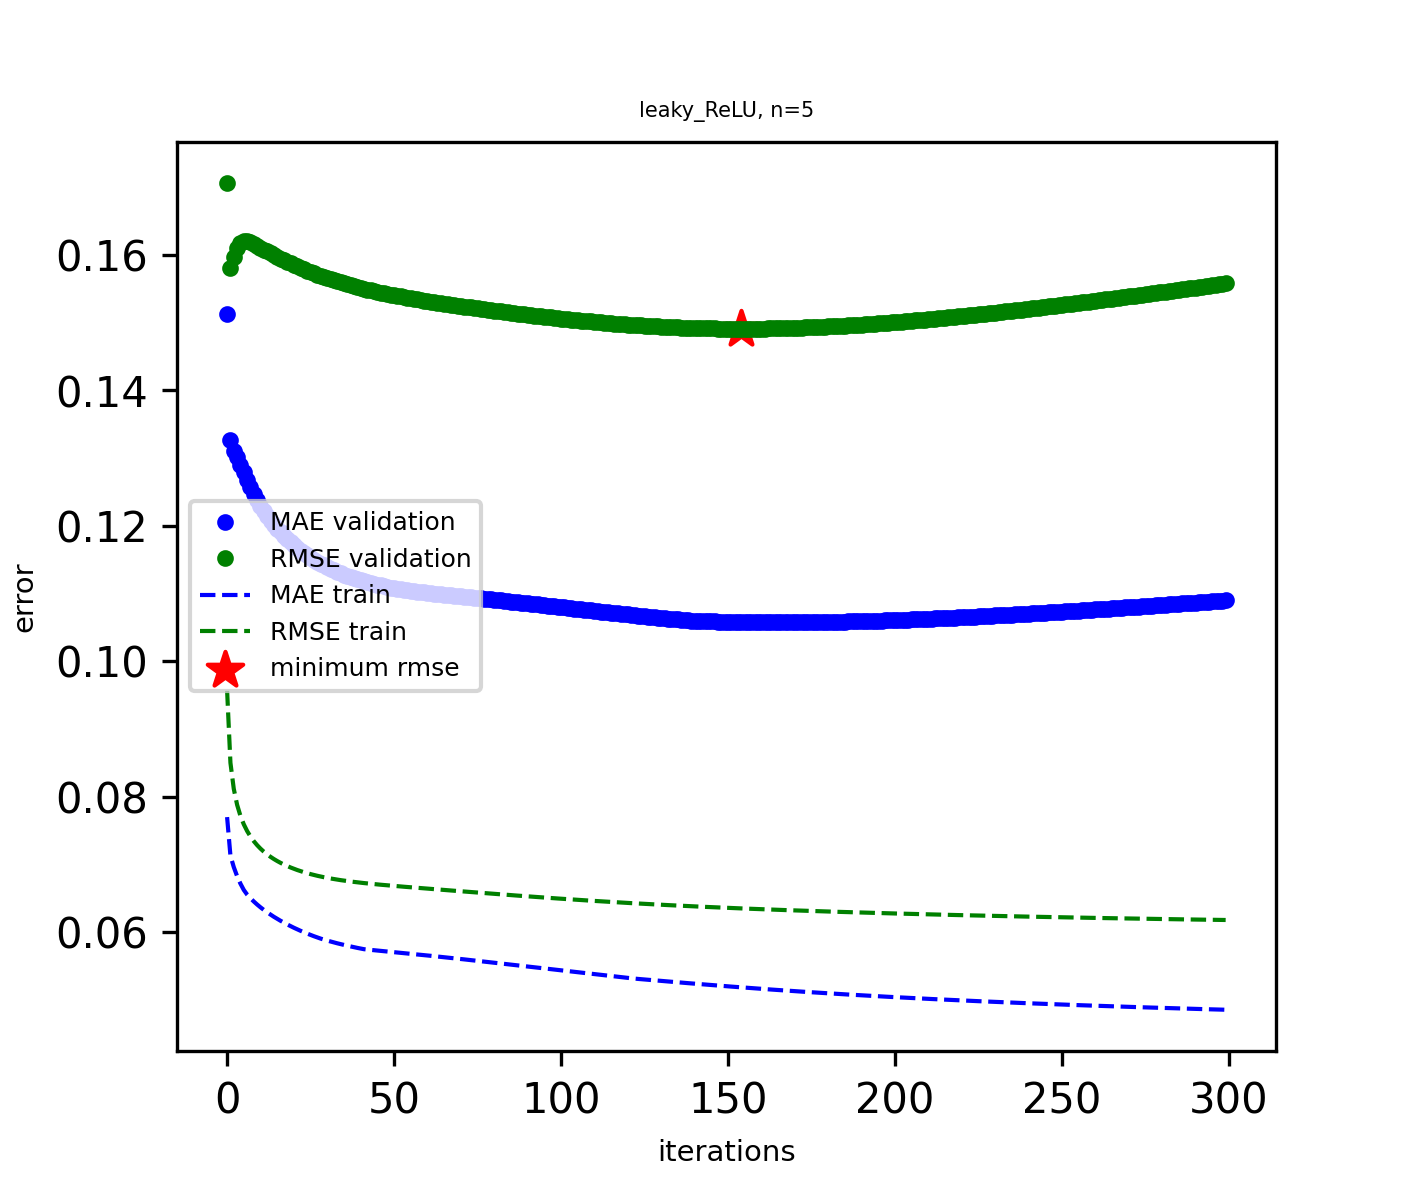 leaky_ReLU, n=5
0.16
0.14
0.12
0.10
0.08
0.06
error
MAE validation
RMSE validation
MAE train
RMSE train
minimum rmse
0 50 100 150 200 250 300
iterations